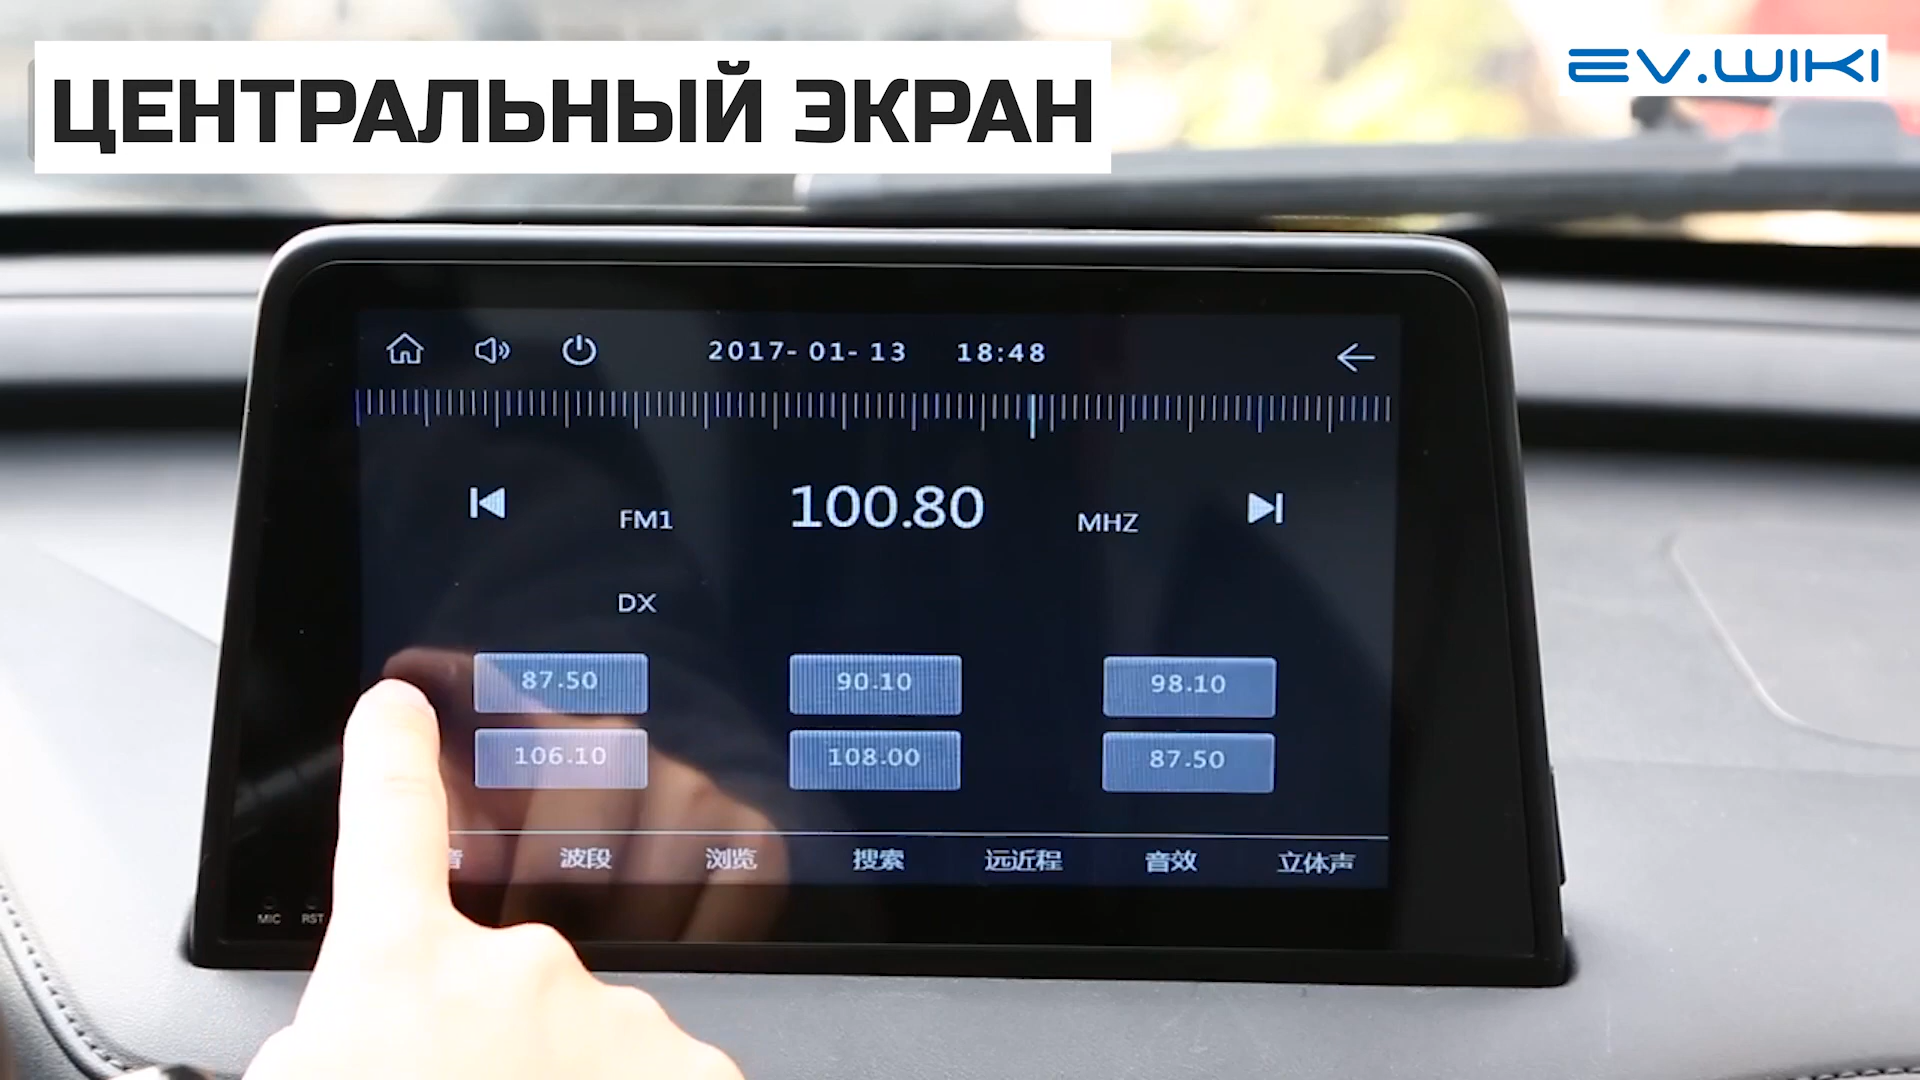 ЦЕНТРАЛЬНЫЙ ЭКРАН
EV.WIKI
2017- 01- 13 18:48
FM1 100.80 MHZ
DX
87.50 90.10 98.10
106.10 108.00 87.50
音 波段 浏览 搜索 远近程 音效 立体声
MIC RST